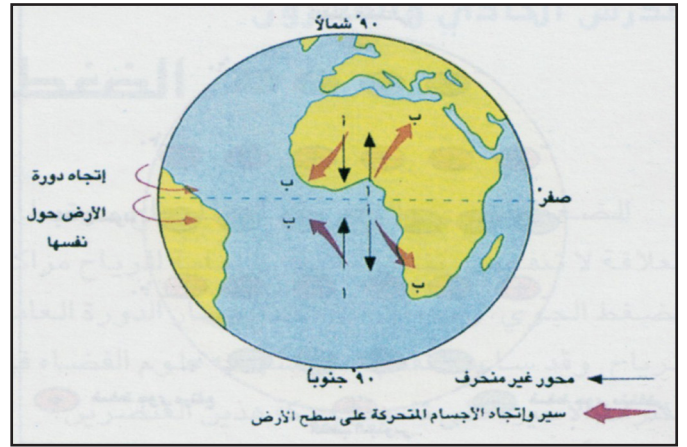 ٩٠° شمالاً
ب
أ
ب
إتجاه دورة
الأرض حول
نفسها
صفر°
أ
ب
أ
ب
٩٠° جنوباً
محور غير منحرف
سير وإتجاه الأجسام المتحركة على سطح الأرض